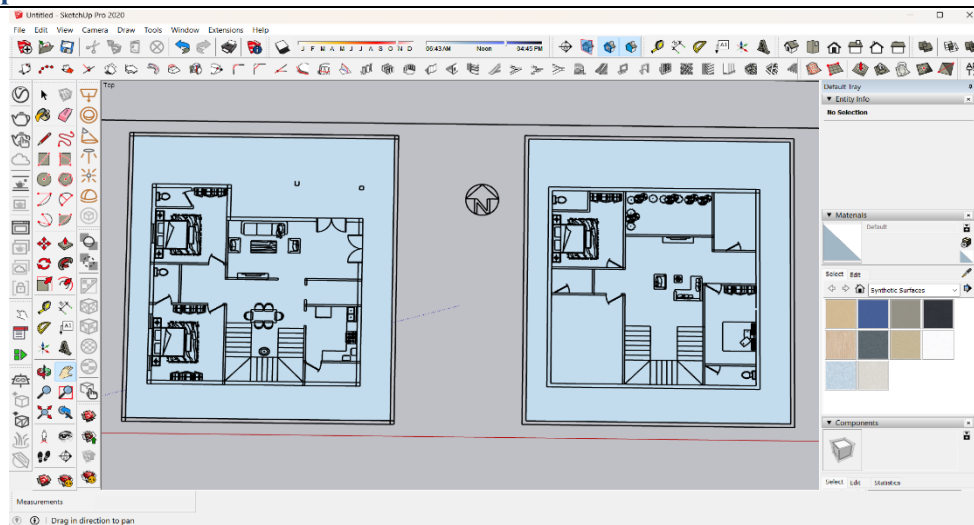 Untitled - SketchUp Pro 2020
File Edit View Camera Draw Tools Window Extensions Help
J F M A M J J A S O N D 06:43 AM Noon 04:45 PM
Top
Default Tray
Entity Info
No Selection
N
Materials
Default
Select Edit
Synthetic Surfaces
Components
Select Edit Statistics
Measurements
Drag in direction to pan